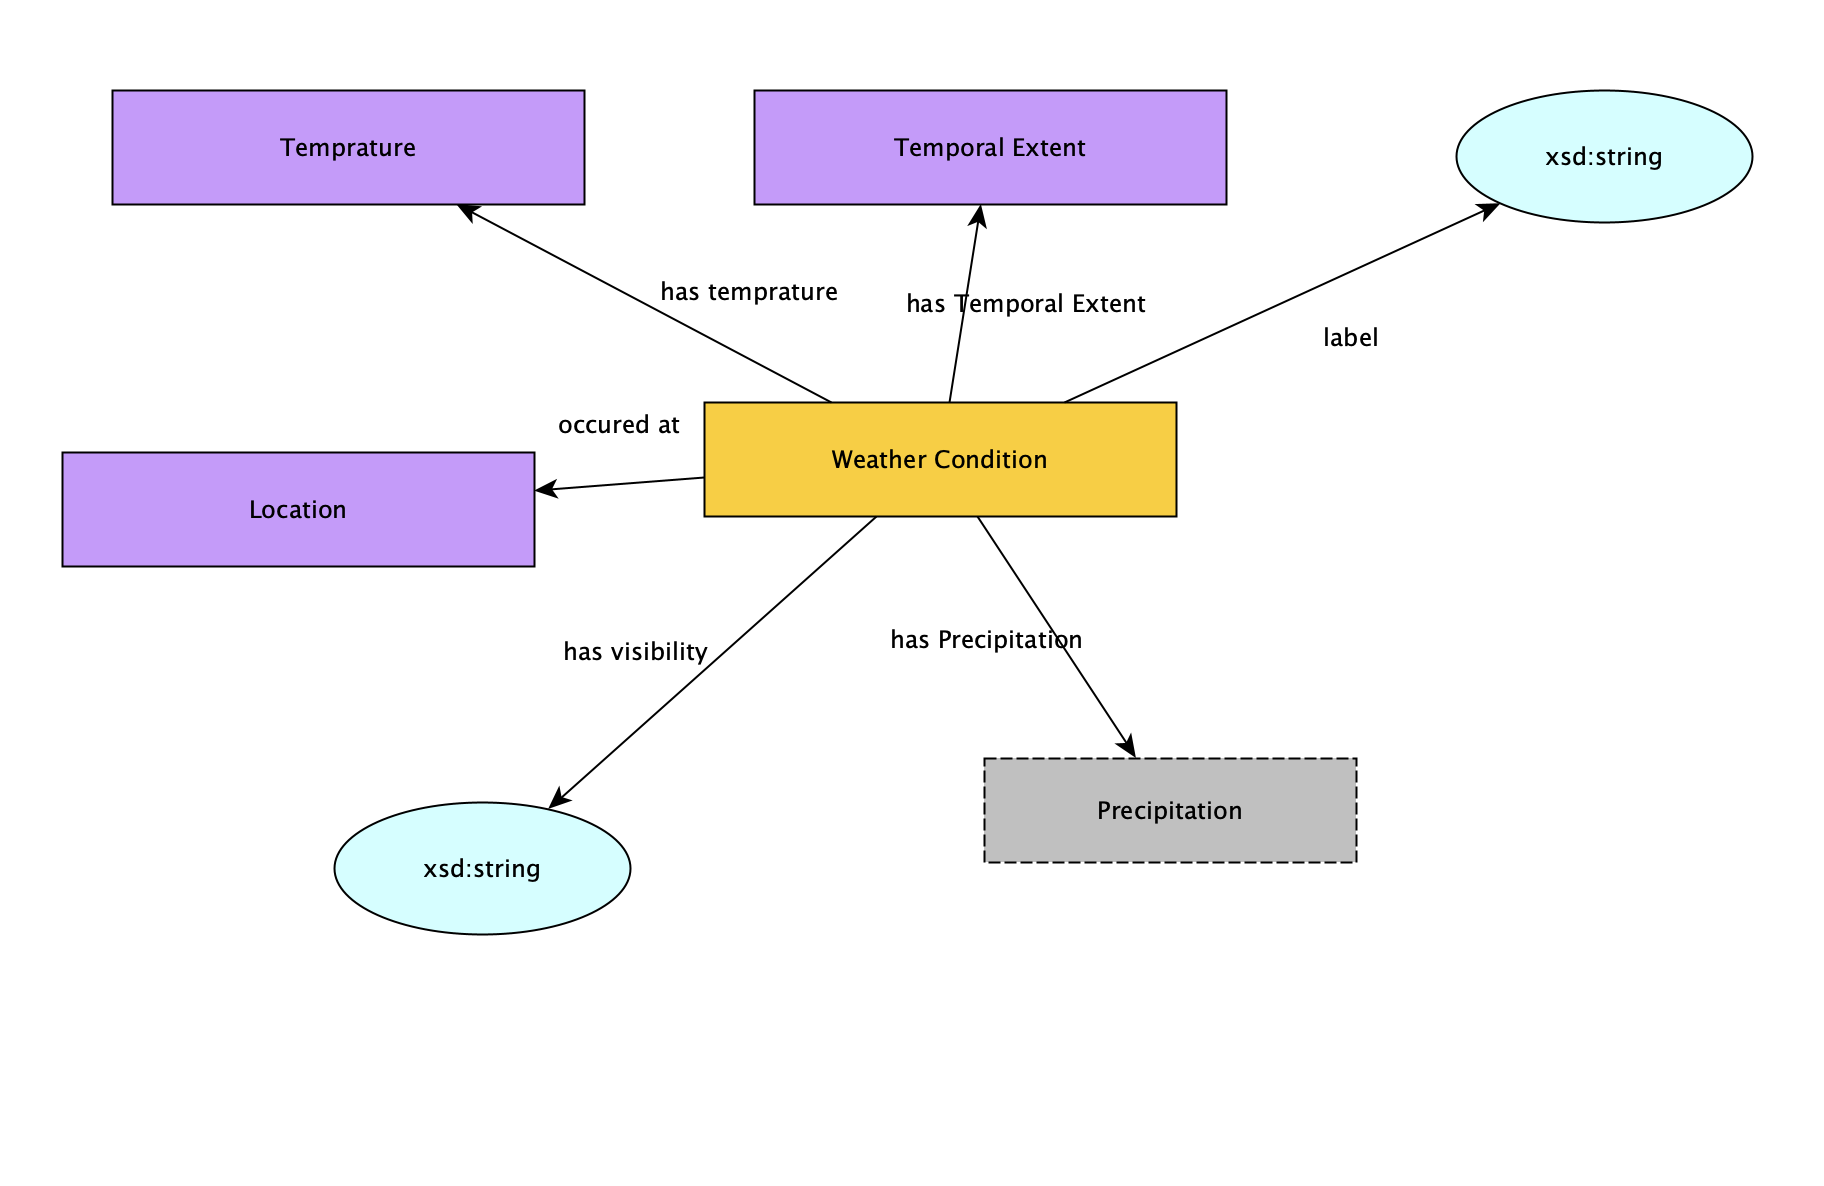 Temprature
Temporal Extent
xsd:string
has temprature
has Temporal Extent
label
occured at
Weather Condition
Location
has visibility
has Precipitation
Precipitation
xsd:string